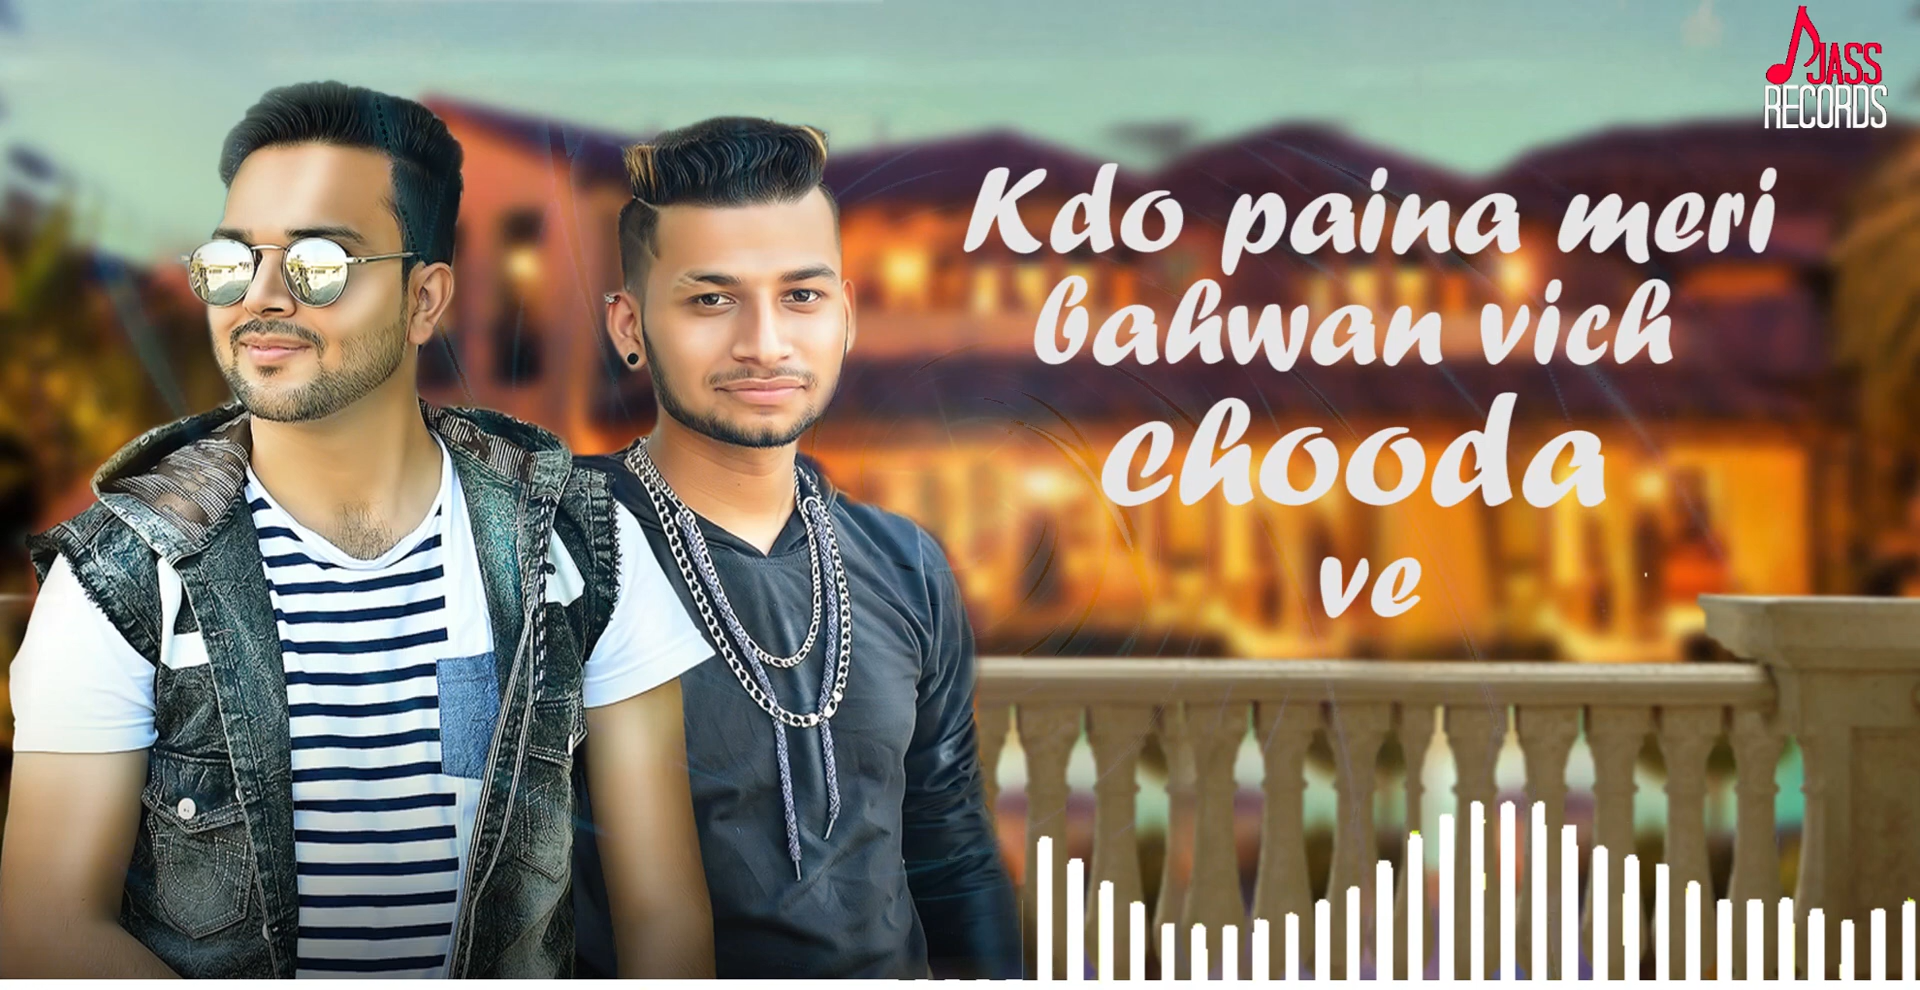 JASS
RECORDS
Kdo paina meri
bahwan vich
chooda
ve